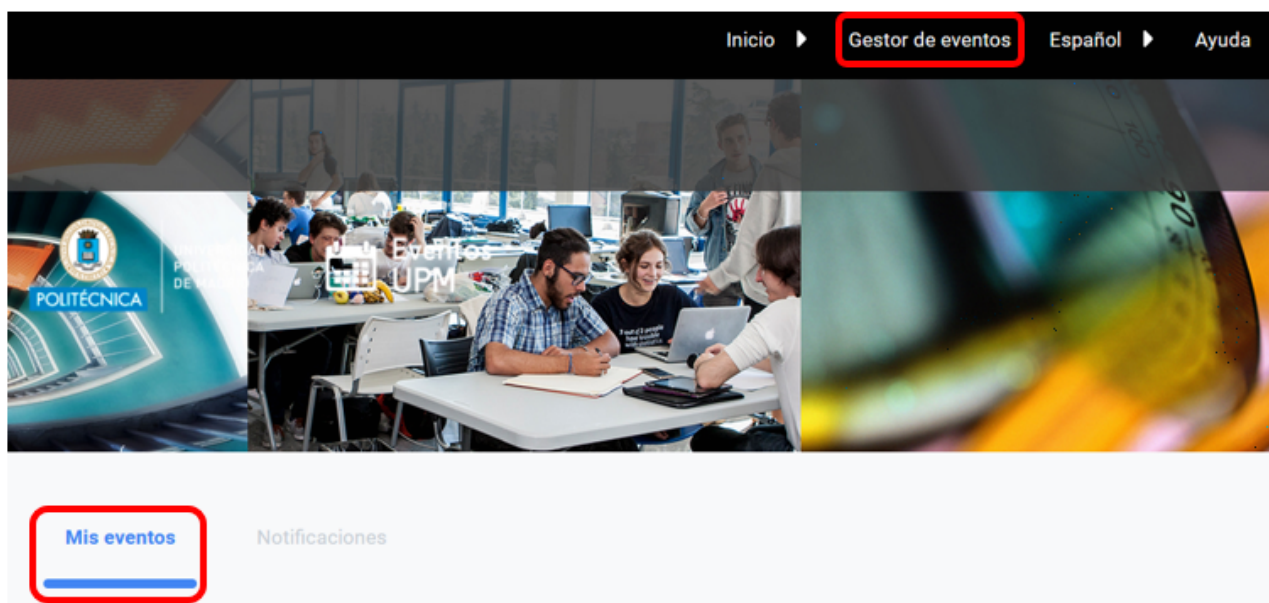 Inicio Gestor de eventos Español Ayuda
POLITÉCNICA
Eventos
UPM
Mis eventos Notificaciones